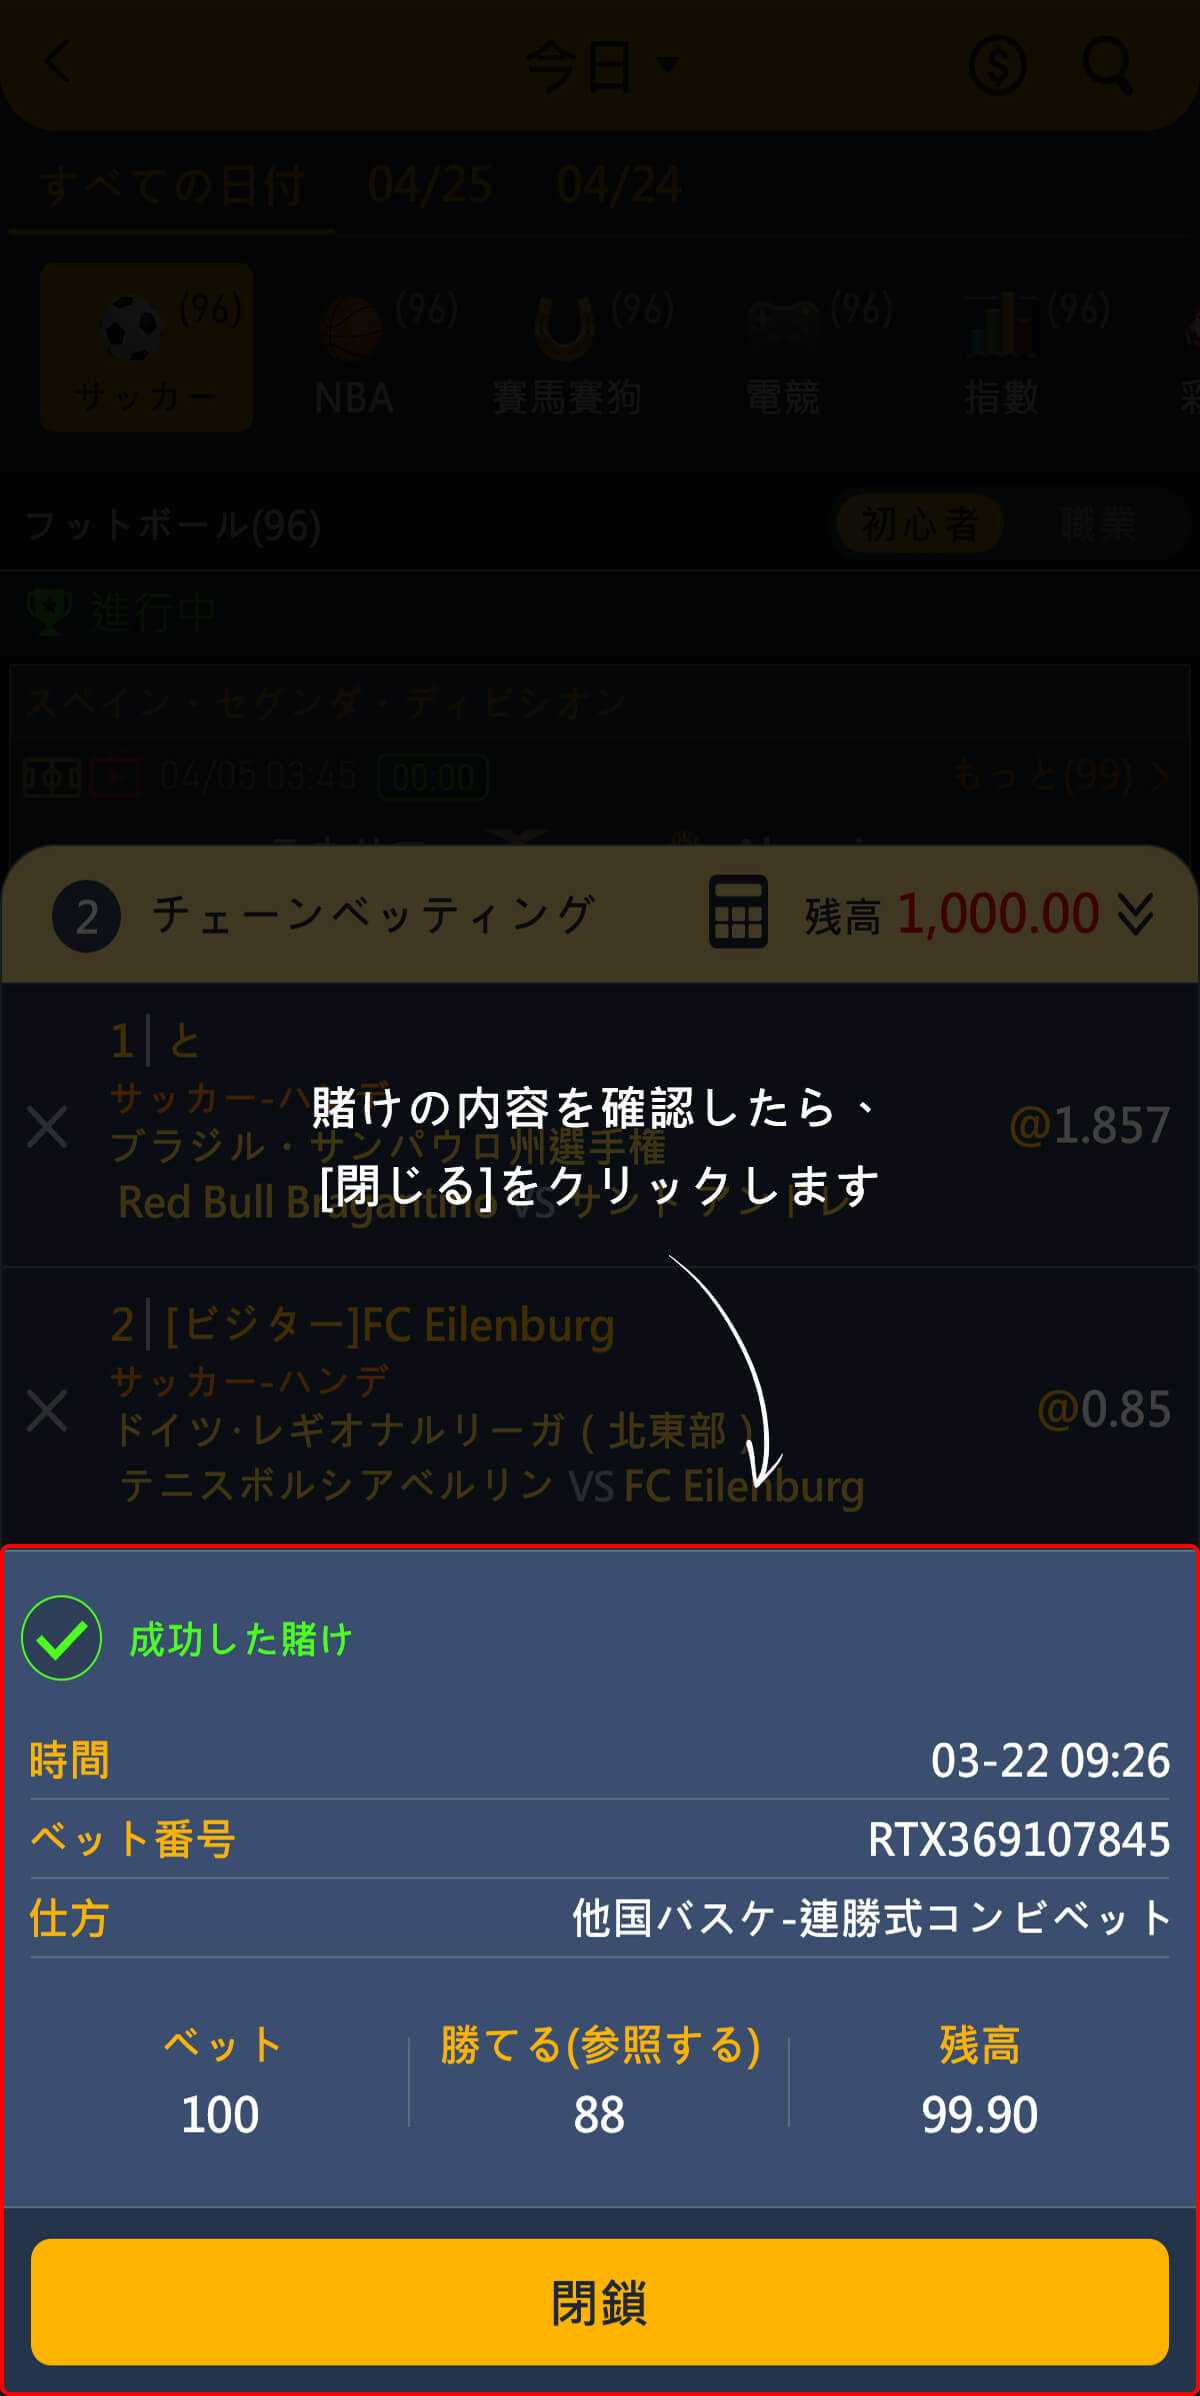 今日
すべての日付 04/25 04/24
(96) (96) (96) (96) (96)
サッカー NBA 賽馬賽狗 電競 指數
フットボール(96) 初心者 職業
進行中
スペイン・セグンダ・ディビシオン
04/05 03:45 00:00 もっと(99)
2 チェーンベッティング 残高 1,000.00
1 と
サッカー-ハンデ
ブラジル・サンパウロ州選手権
@1.857
Red Bull Bragantino VS サント アンドレ
賭けの内容を確認したら、
[閉じる]をクリックします
2 [ビジター]FC Eilenburg
サッカー-ハンデ
@0.85
ドイツ·レギオナルリーガ(北東部)
テニスボルシアベルリン VS FC Eilenburg
成功した賭け
時間 03-22 09:26
ベット番号 RTX369107845
仕方 他国バスケ-連勝式コンビベット
ベット 勝てる(参照する) 残高
100 88 99.90
閉鎖